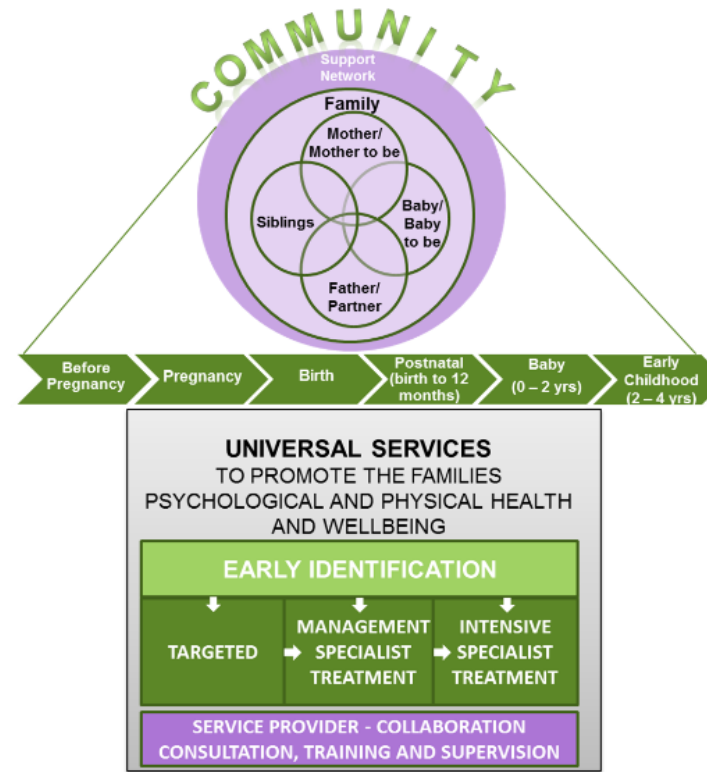 COMMUNITY
Support
Network
Family
Mother/
Mother to be
Siblings
Baby/
Baby
to be
Father/
Partner
Before
Pregnancy
Pregnancy
Birth
Postnatal
(birth to 12
months)
Baby
(0 – 2 yrs)
Early
Childhood
(2 – 4 yrs)
UNIVERSAL SERVICES
TO PROMOTE THE FAMILIES
PSYCHOLOGICAL AND PHYSICAL HEALTH
AND WELLBEING
EARLY IDENTIFICATION
TARGETED
MANAGEMENT
SPECIALIST
TREATMENT
INTENSIVE
SPECIALIST
TREATMENT
SERVICE PROVIDER - COLLABORATION
CONSULTATION, TRAINING AND SUPERVISION